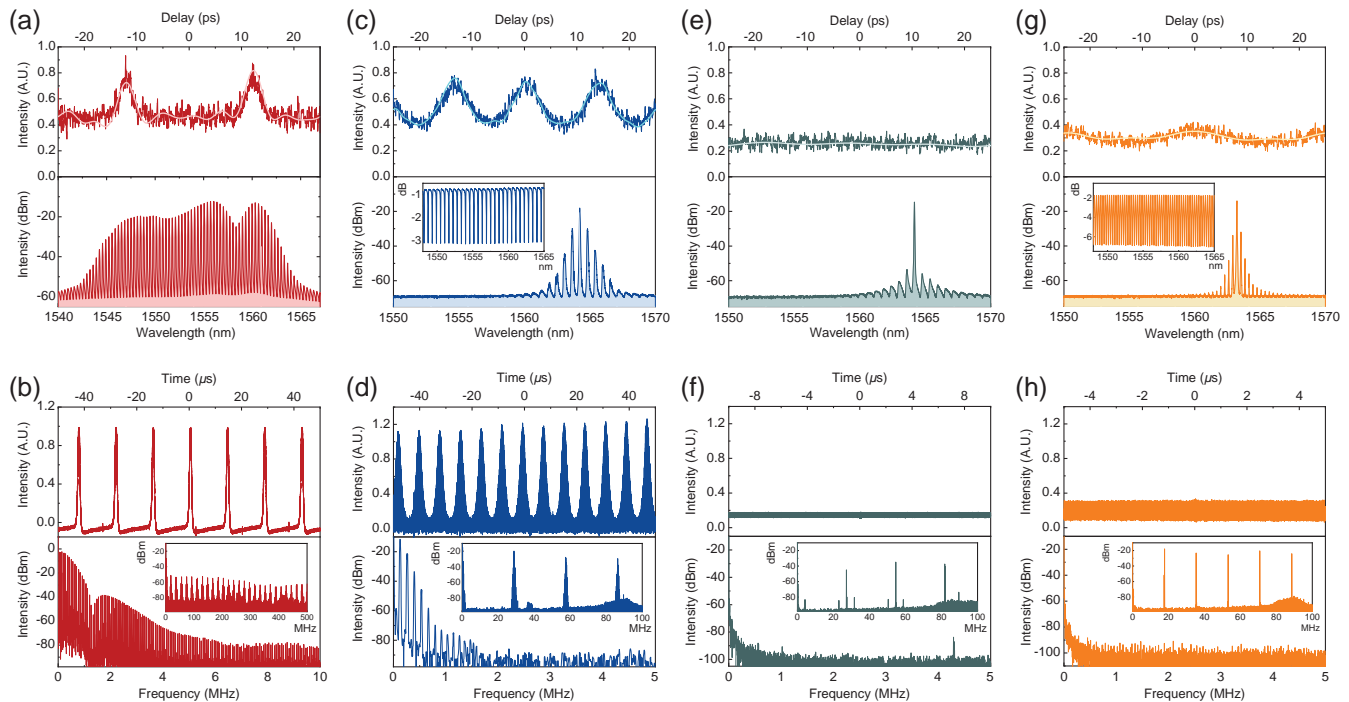 (a)
Delay (ps)
-20 -10 0 10 20
Intensity (A.U.)
1.0
0.8
0.6
0.4
0.2
0.0
Intensity (dBm)
-20
-40
-60
1540 1545 1550 1555 1560 1565
Wavelength (nm)
(c)
Delay (ps)
-20 -10 0 10 20
Intensity (A.U.)
1.0
0.8
0.6
0.4
0.2
0.0
Intensity (dBm)
-20
-40
-60
dB
-1
-2
-3
1550 1555 1560 1565
nm
1550 1555 1560 1565 1570
Wavelength (nm)
(e)
Delay (ps)
-20 -10 0 10 20
Intensity (A.U.)
1.0
0.8
0.6
0.4
0.2
0.0
Intensity (dBm)
-20
-40
-60
1550 1555 1560 1565 1570
Wavelength (nm)
(g)
Delay (ps)
-20 -10 0 10 20
Intensity (A.U.)
1.0
0.8
0.6
0.4
0.2
0.0
Intensity (dBm)
-20
-40
-60
dB
-2
-4
-6
1550 1555 1560 1565
nm
1550 1555 1560 1565 1570
Wavelength (nm)
(b)
Time (μs)
-40 -20 0 20 40
Intensity (A.U.)
1.2
0.8
0.4
0.0
Intensity (dBm)
0
-20
-40
-60
-80
dBm
-20
-40
-60
-80
0 100 200 300 400 500
MHz
0 2 4 6 8 10
Frequency (MHz)
(d)
Time (μs)
-40 -20 0 20 40
Intensity (A.U.)
1.2
0.8
0.4
0.0
Intensity (dBm)
-20
-40
-60
-80
dBm
-20
-40
-60
-80
0 20 40 60 80 100
MHz
0 1 2 3 4 5
Frequency (MHz)
(f)
Time (μs)
-8 -4 0 4 8
Intensity (A.U.)
1.2
0.8
0.4
0.0
Intensity (dBm)
-20
-40
-60
-80
-100
dBm
-20
-40
-60
-80
0 20 40 60 80 100
MHz
0 1 2 3 4 5
Frequency (MHz)
(h)
Time (μs)
-4 -2 0 2 4
Intensity (A.U.)
1.2
0.8
0.4
0.0
Intensity (dBm)
-20
-40
-60
-80
-100
dBm
-20
-40
-60
-80
0 20 40 60 80 100
MHz
0 1 2 3 4 5
Frequency (MHz)